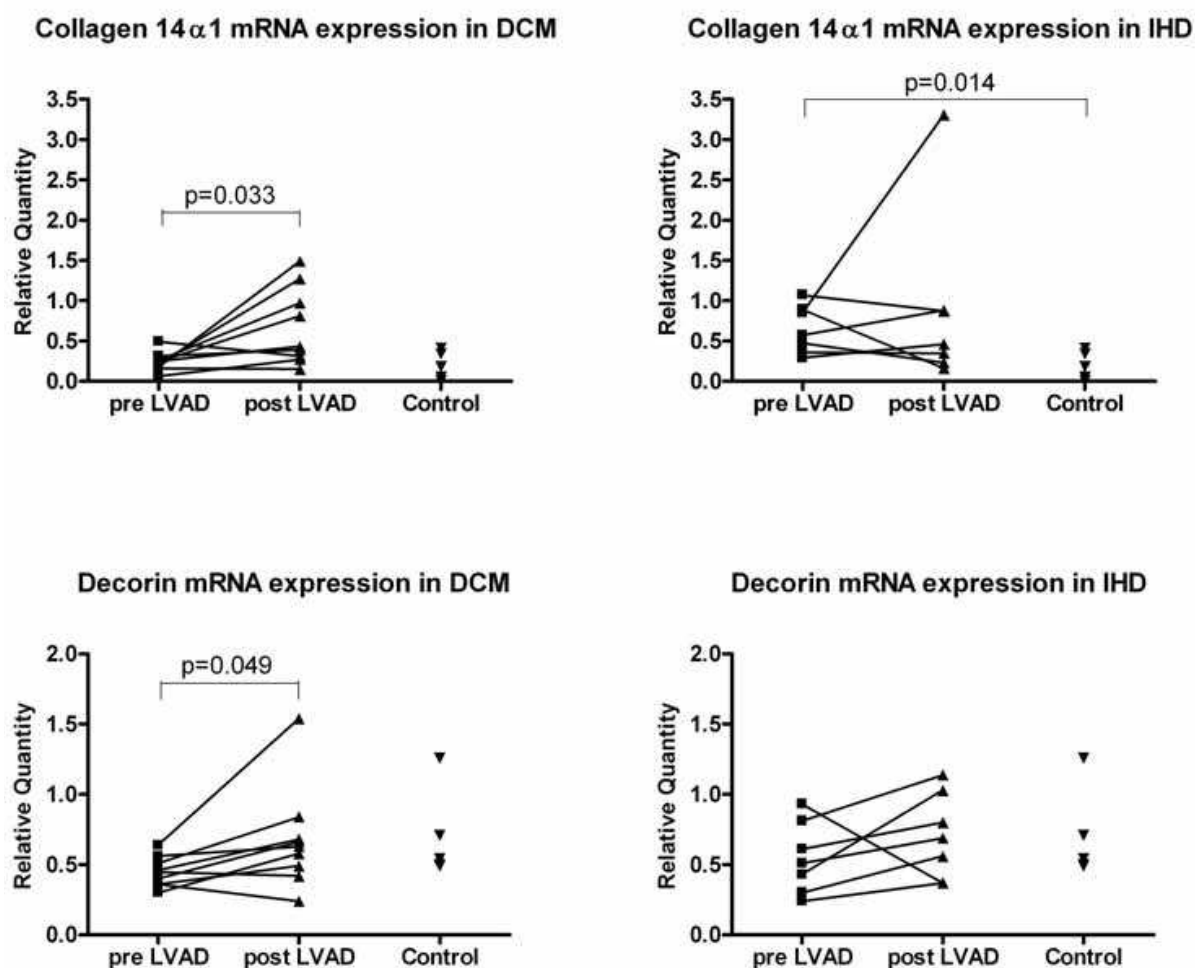 Collagen 14α1 mRNA expression in DCM
p=0.033
Relative Quantity
3.5
3.0
2.5
2.0
1.5
1.0
0.5
0.0
pre LVAD post LVAD Control
Collagen 14α1 mRNA expression in IHD
p=0.014
Relative Quantity
3.5
3.0
2.5
2.0
1.5
1.0
0.5
0.0
pre LVAD post LVAD Control
Decorin mRNA expression in DCM
p=0.049
Relative Quantity
2.0
1.5
1.0
0.5
0.0
pre LVAD post LVAD Control
Decorin mRNA expression in IHD
Relative Quantity
2.0
1.5
1.0
0.5
0.0
pre LVAD post LVAD Control